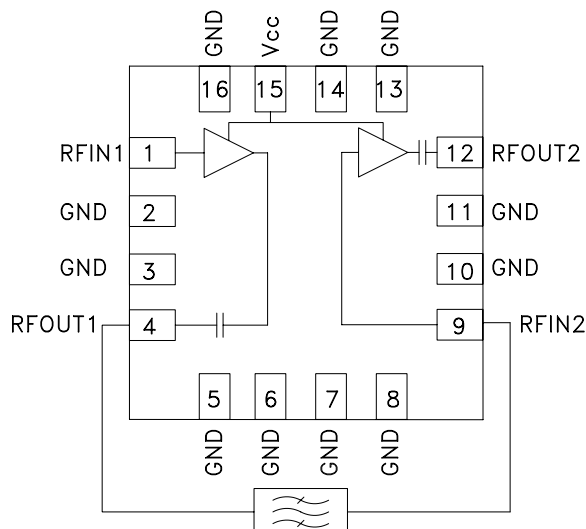 GND
Vcc
GND
GND
16
15
14
13
RFIN1
1
12
RFOUT2
GND
2
11
GND
GND
3
10
GND
RFOUT1
4
9
RFIN2
5
6
7
8
GND
GND
GND
GND